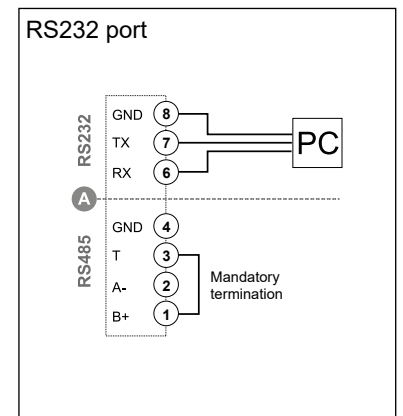 RS232 port
RS232
GND 8
TX 7
RX 6
PC
A
RS485
GND 4
T 3
A- 2
B+ 1
Mandatory
termination